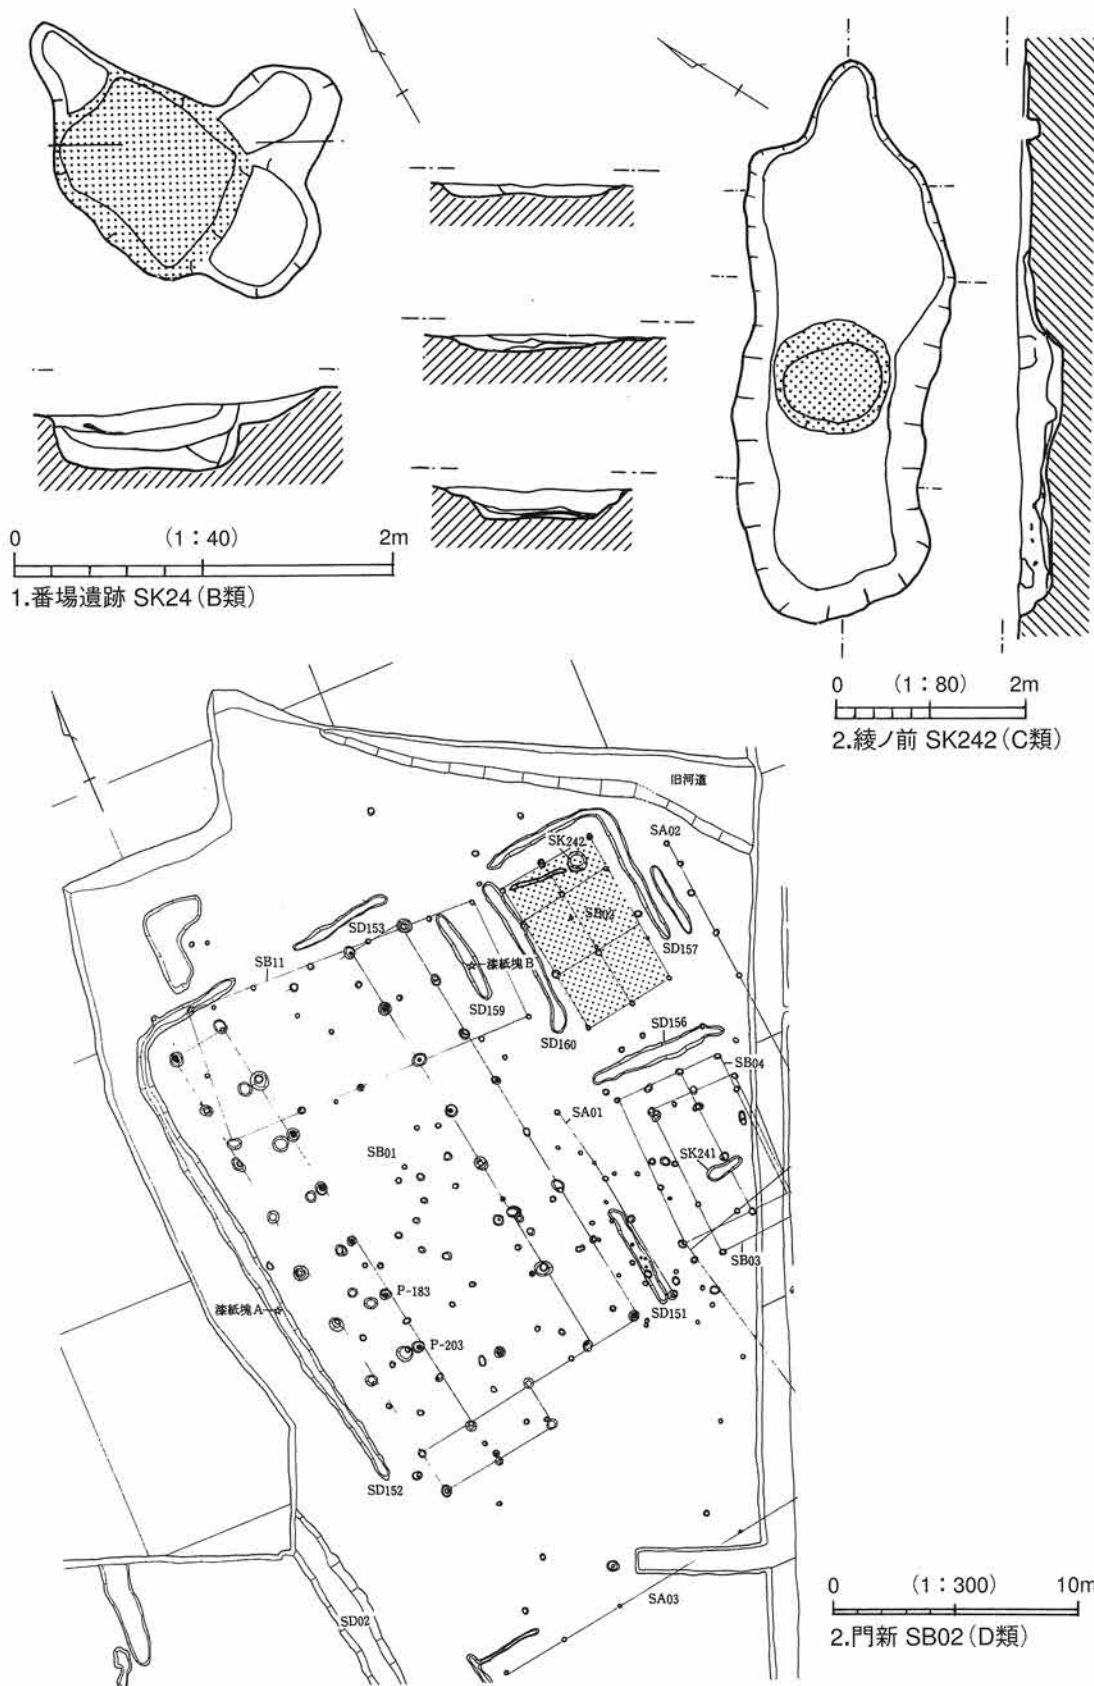 0 (1：40) 2m
1.番場遺跡 SK24(B類)
0 (1：80) 2m
2.綾ノ前 SK242(C類)
旧河道
SK242
SA02
SB02
SD153
SB11
漆紙塊B
SD157
SD159
SD160
SD156
SB04
SA01
SB01
SK241
SB03
P-183
漆紙塊A
SD151
P-203
SD152
SA03
SD02
0 (1：300) 10m
2.門新 SB02(D類)